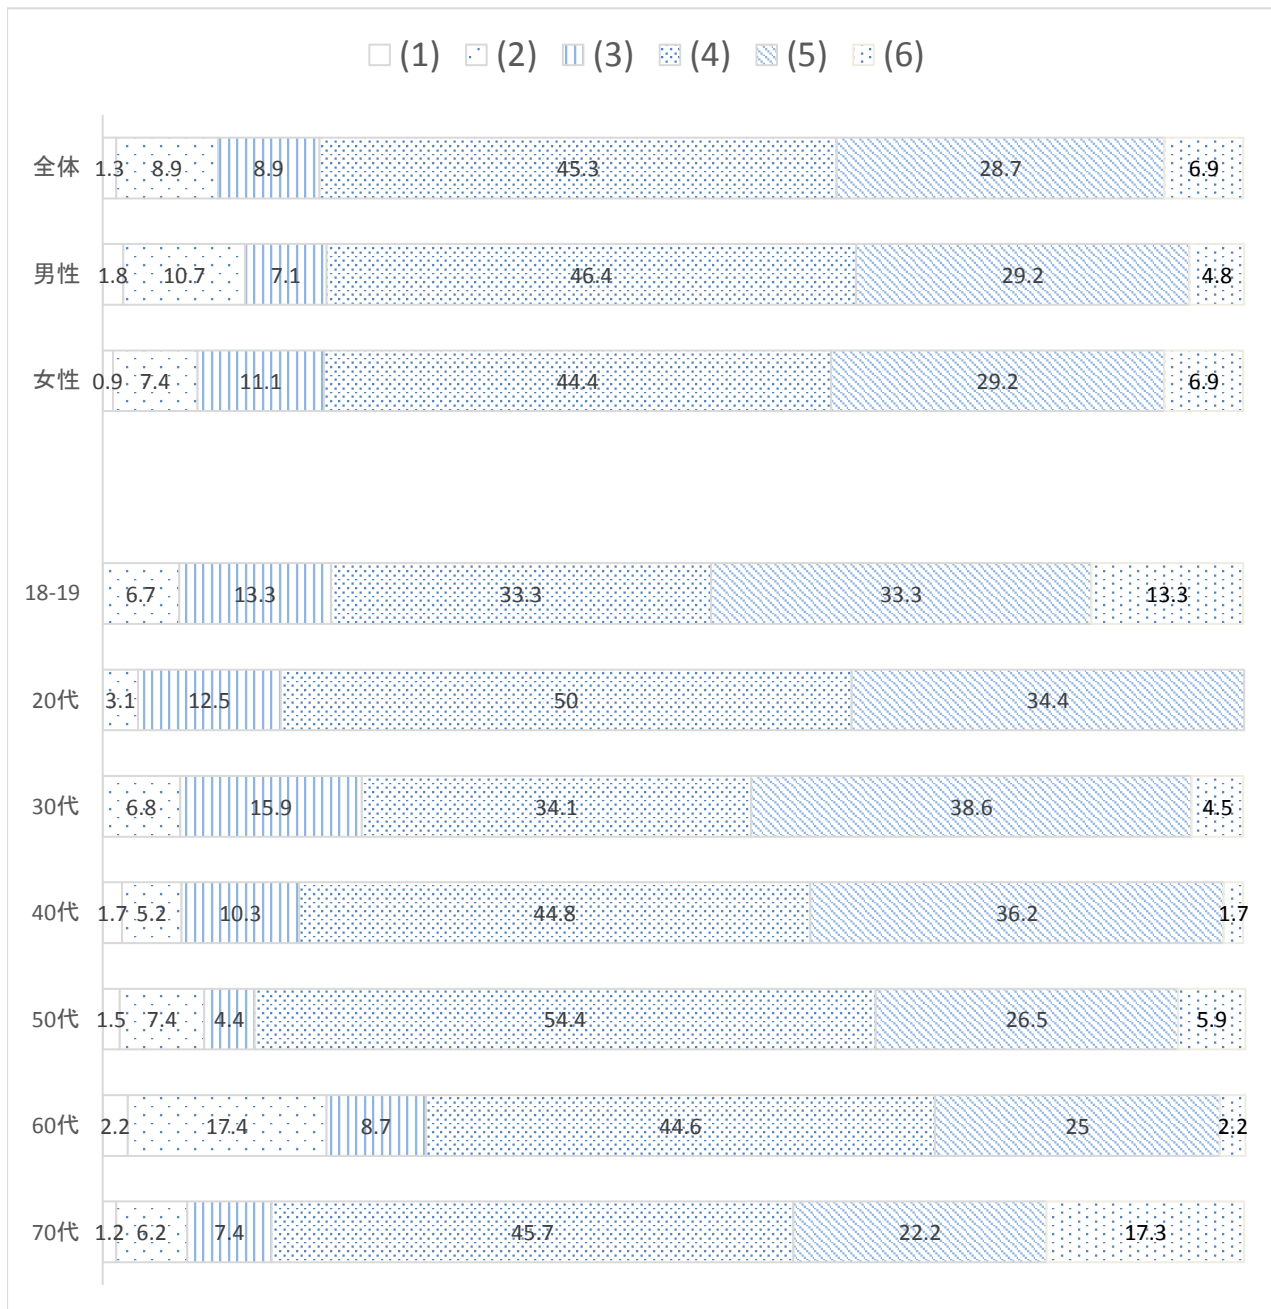 (1) (2) (3) (4) (5) (6)
全体 1.3 8.9 8.9 45.3 28.7 6.9
男性 1.8 10.7 7.1 46.4 29.2 4.8
女性 0.9 7.4 11.1 44.4 29.2 6.9
18-19 6.7 13.3 33.3 33.3 13.3
20代 3.1 12.5 50 34.4
30代 6.8 15.9 34.1 38.6 4.5
40代 1.7 5.2 10.3 44.8 36.2 1.7
50代 1.5 7.4 4.4 54.4 26.5 5.9
60代 2.2 17.4 8.7 44.6 25 2.2
70代 1.2 6.2 7.4 45.7 22.2 17.3